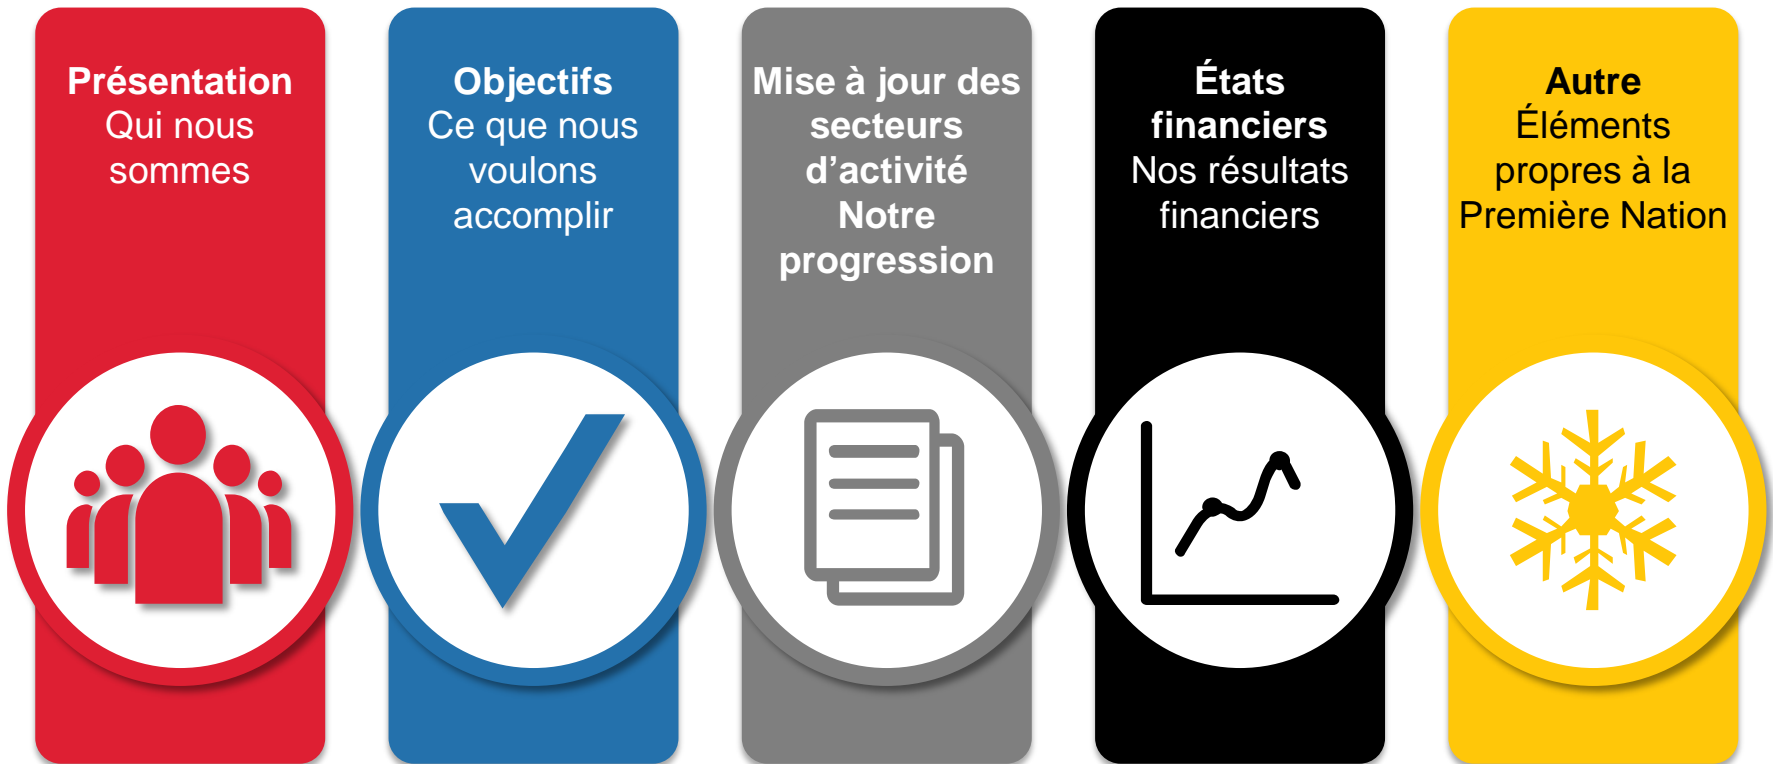 Présentation
Qui nous
sommes
Objectifs
Ce que nous
voulons
accomplir
Mise à jour des
secteurs
d’activité
Notre
progression
États
financiers
Nos résultats
financiers
Autre
Éléments
propres à la
Première Nation